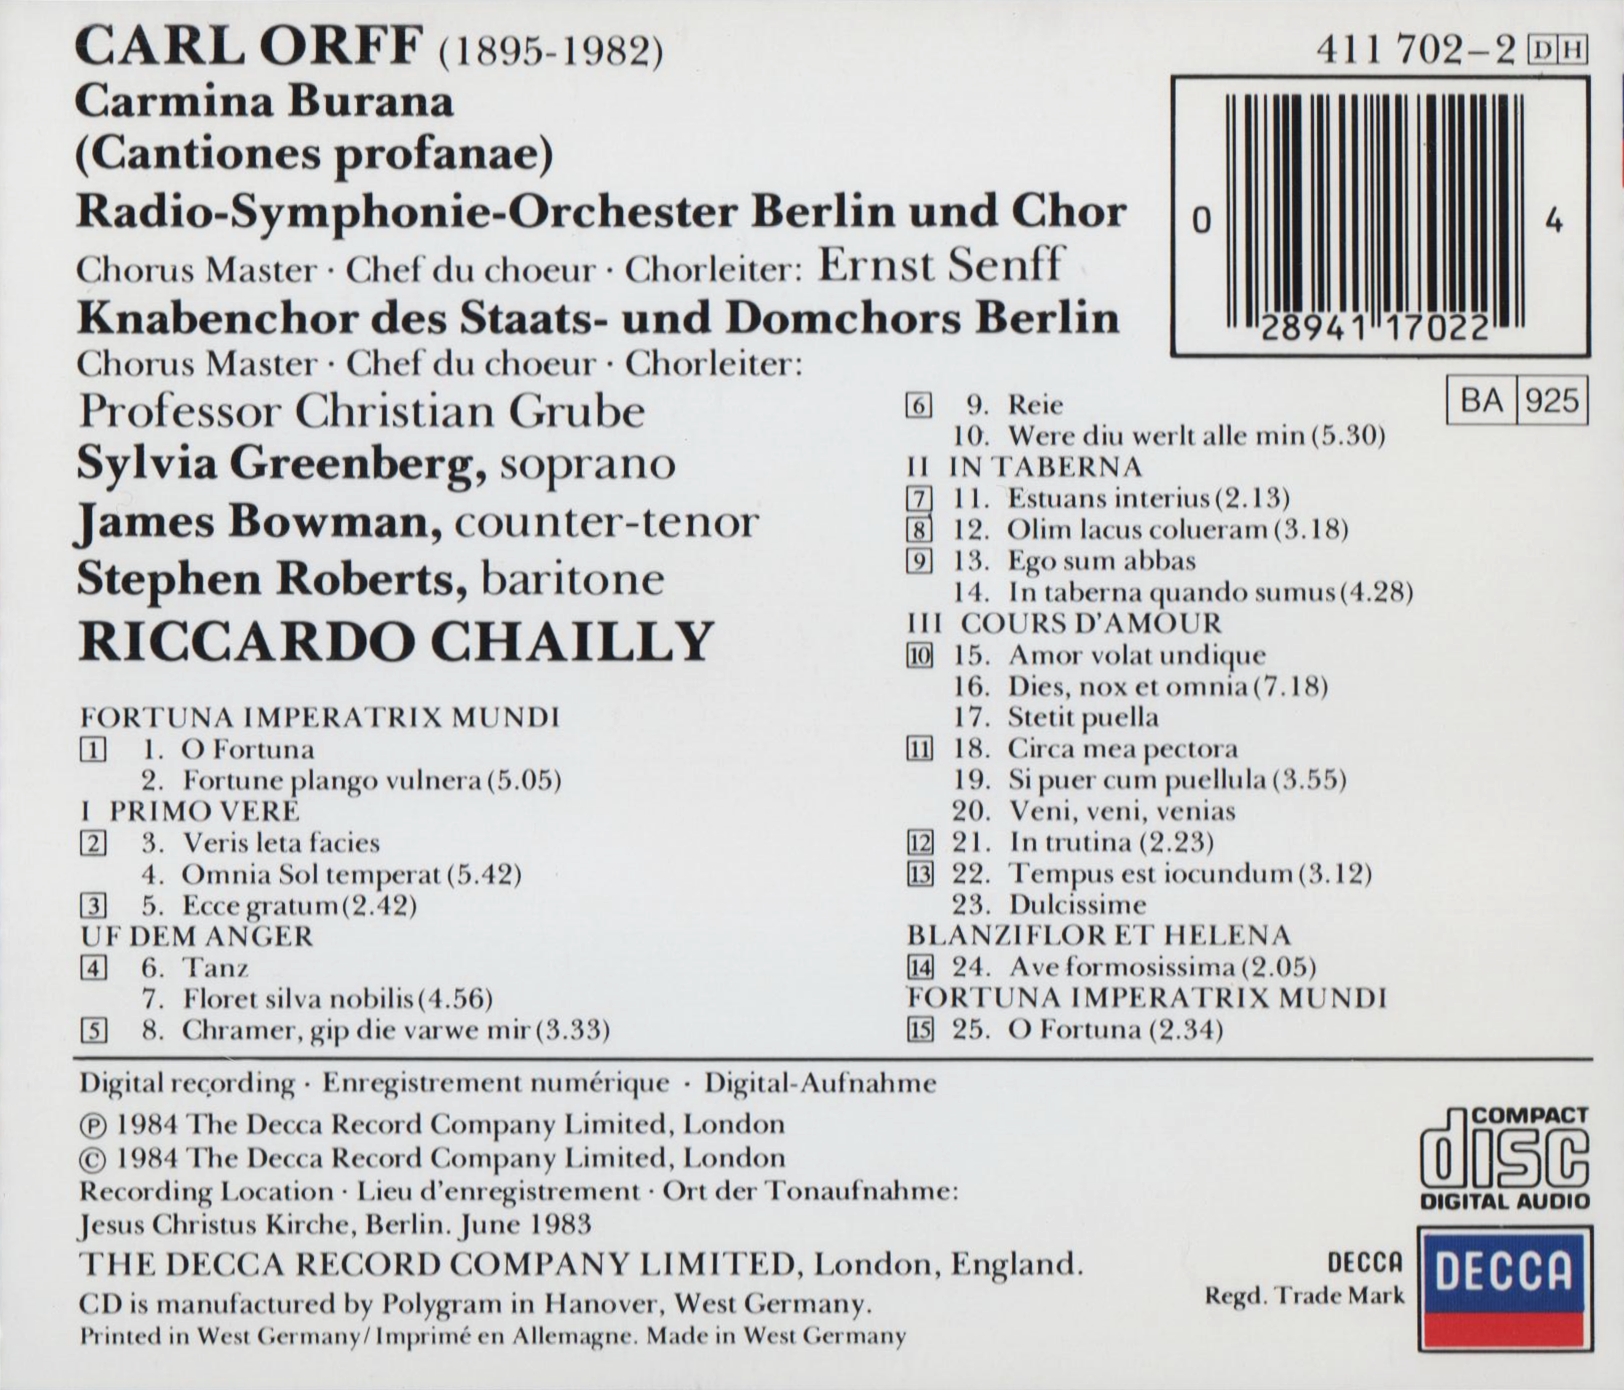 CARL ORFF (1895-1982)
Carmina Burana
(Cantiones profanae)
Radio-Symphonie-Orchester Berlin und Chor
Chorus Master · Chef du choeur · Chorleiter: Ernst Senff
Knabenchor des Staats- und Domchors Berlin
Chorus Master · Chef du choeur · Chorleiter:
Professor Christian Grube
Sylvia Greenberg, soprano
James Bowman, counter-tenor
Stephen Roberts, baritone
RICCARDO CHAILLY
411 702-2 DH
0 28941 17022 4
BA 925
FORTUNA IMPERATRIX MUNDI
1 1. O Fortuna
2. Fortune plango vulnera (5.05)
I PRIMO VERE
2 3. Veris leta facies
4. Omnia Sol temperat (5.42)
3 5. Ecce gratum (2.42)
UF DEM ANGER
4 6. Tanz
7. Floret silva nobilis (4.56)
5 8. Chramer, gip die varwe mir (3.33)
6 9. Reie
10. Were diu werlt alle min (5.30)
II IN TABERNA
7 11. Estuans interius (2.13)
8 12. Olim lacus colueram (3.18)
9 13. Ego sum abbas
14. In taberna quando sumus (4.28)
III COURS D'AMOUR
10 15. Amor volat undique
16. Dies, nox et omnia (7.18)
17. Stetit puella
11 18. Circa mea pectora
19. Si puer cum puellula (3.55)
20. Veni, veni, venias
12 21. In trutina (2.23)
13 22. Tempus est iocundum (3.12)
23. Dulcissime
BLANZIFLOR ET HELENA
14 24. Ave formosissima (2.05)
FORTUNA IMPERATRIX MUNDI
15 25. O Fortuna (2.34)
Digital recording · Enregistrement numérique · Digital-Aufnahme
℗ 1984 The Decca Record Company Limited, London
© 1984 The Decca Record Company Limited, London
Recording Location · Lieu d'enregistrement · Ort der Tonaufnahme:
Jesus Christus Kirche, Berlin. June 1983
THE DECCA RECORD COMPANY LIMITED, London, England.
CD is manufactured by Polygram in Hanover, West Germany.
Printed in West Germany/Imprimé en Allemagne. Made in West Germany
COMPACT
disc
DIGITAL AUDIO
DECCA
Regd. Trade Mark
DECCA